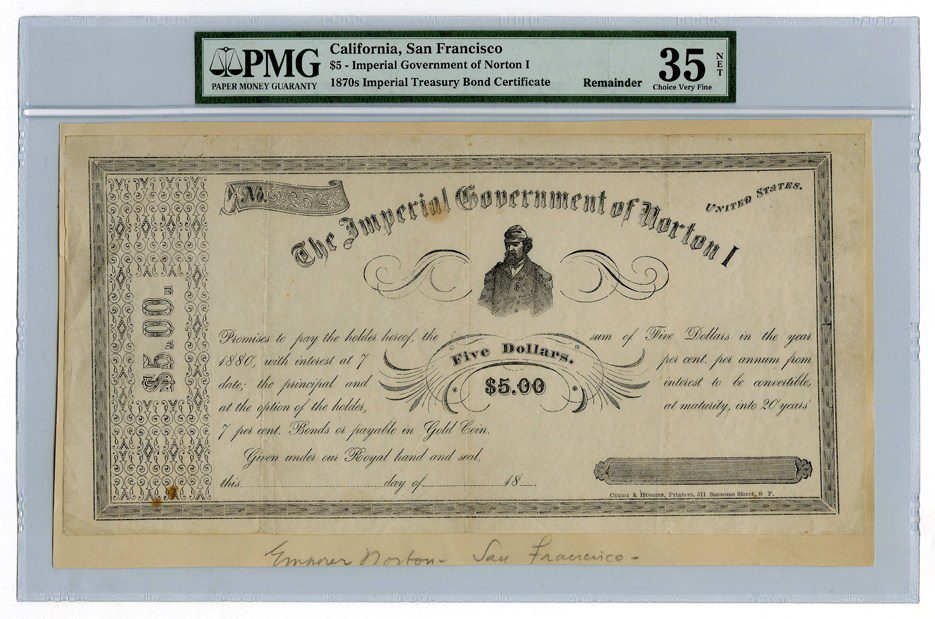 PMG
PAPER MONEY GUARANTY
California, San Francisco
$5 - Imperial Government of Norton I
1870s Imperial Treasury Bond Certificate
Remainder
35
NET
Choice Very Fine
No.
The Imperial Government of Norton I
UNITED STATES.
$5.00.
Promises to pay the holder hereof, the sum of Five Dollars in the year
1880, with interest at 7 per cent. per annum from
date; the principal and interest to be convertible,
at the option of the holder, at maturity, into 20 years'
7 per cent. Bonds or payable in Gold Coin.
Five Dollars.
$5.00
Given under our Royal hand and seal,
this day of 18
Printers, 511 Sansome Street, S. F.
Emporer Norton - San Francisco -